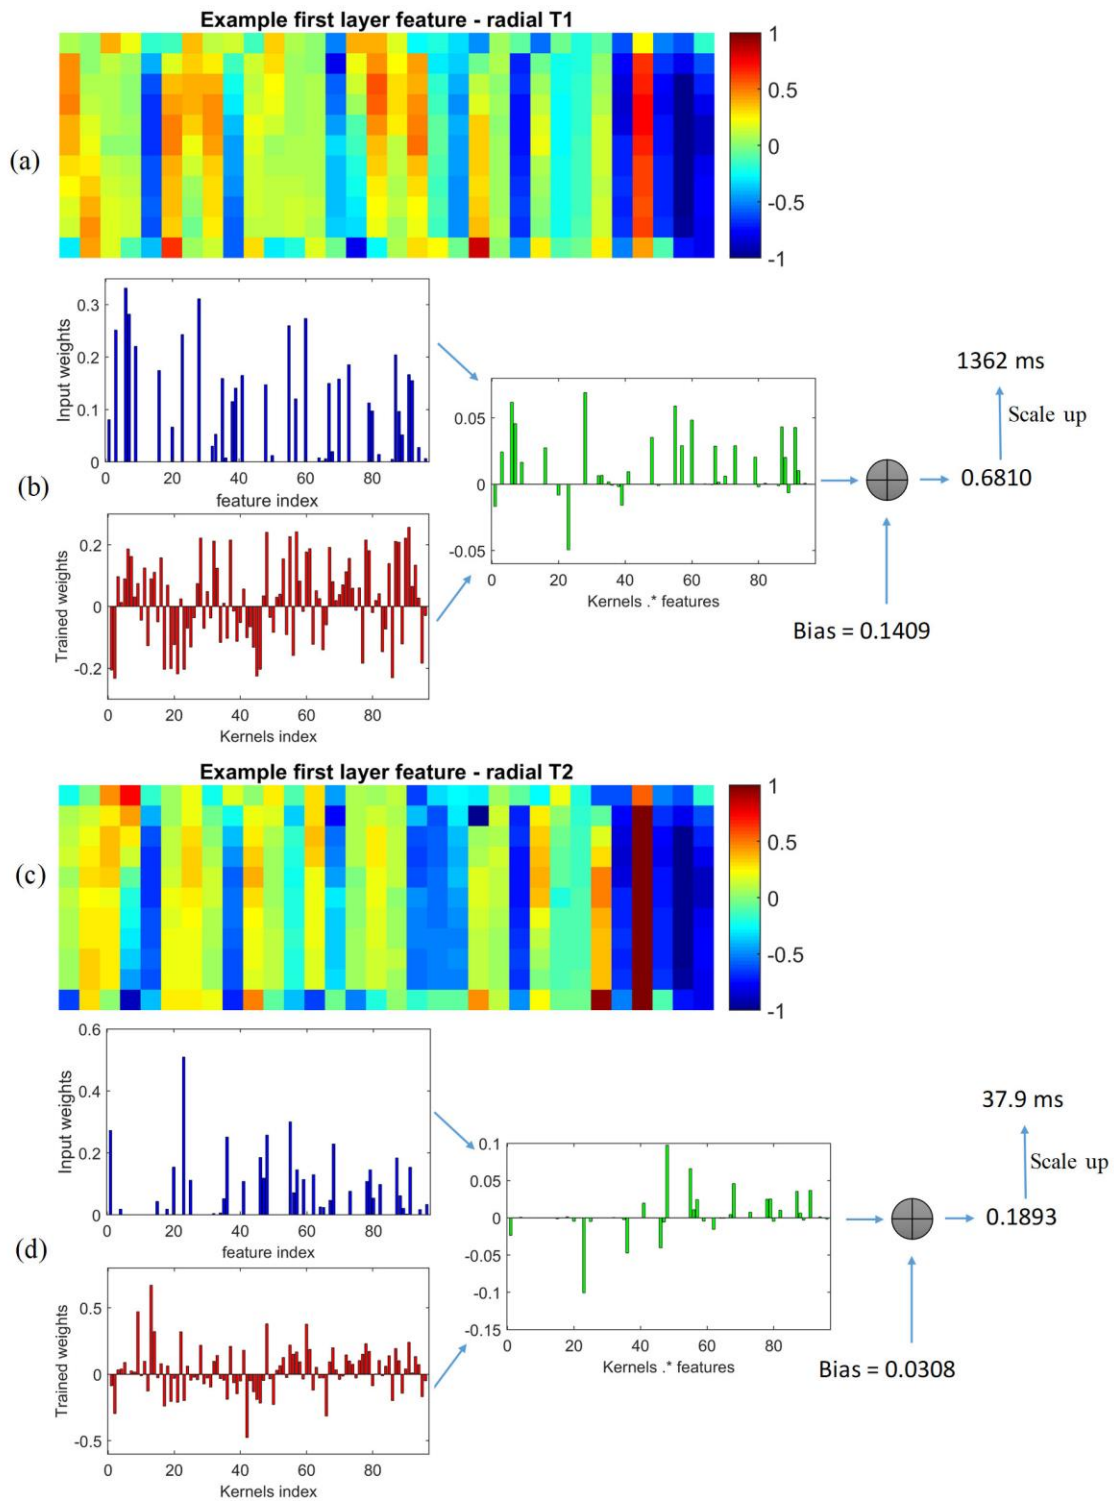 Example first layer feature - radial T1
1
0.5
0
-0.5
-1
(a)
Input weights
0.3
0.2
0.1
0
0 20 40 60 80
feature index
(b)
Trained weights
0.2
0
-0.2
0 20 40 60 80
Kernels index
0.05
0
-0.05
0 20 40 60 80
Kernels .* features
1362 ms
Scale up
0.6810
Bias = 0.1409
Example first layer feature - radial T2
1
0.5
0
-0.5
-1
(c)
Input weights
0.6
0.4
0.2
0
0 20 40 60 80
feature index
(d)
Trained weights
0.5
0
-0.5
0 20 40 60 80
Kernels index
0.1
0.05
0
-0.05
-0.1
-0.15
0 20 40 60 80
Kernels .* features
37.9 ms
Scale up
0.1893
Bias = 0.0308